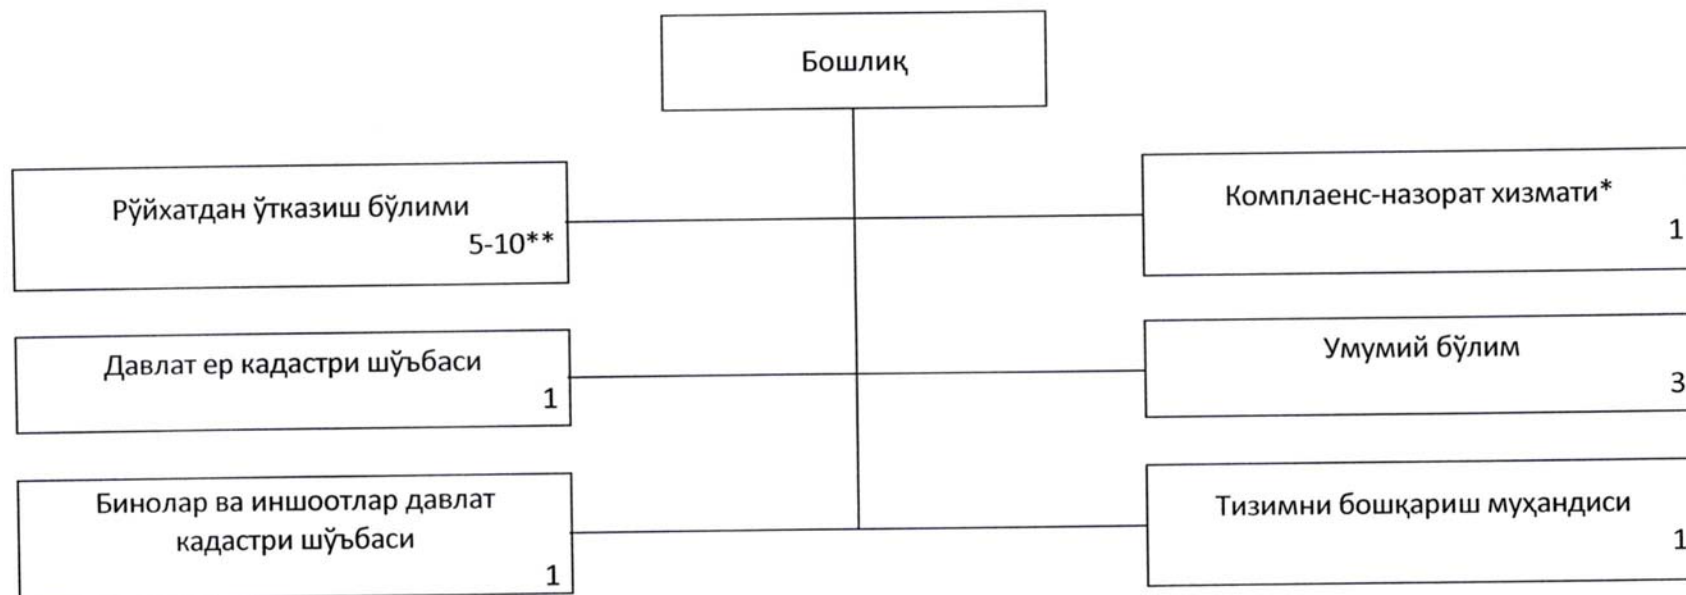 Бошлиқ
Рўйхатдан ўтказиш бўлими
5-10**
Комплаенс-назорат хизмати*
1
Давлат ер кадастри шўъбаси
1
Умумий бўлим
3
Бинолар ва иншоотлар давлат
кадастри шўъбаси
1
Тизимни бошқариш муҳандиси
1